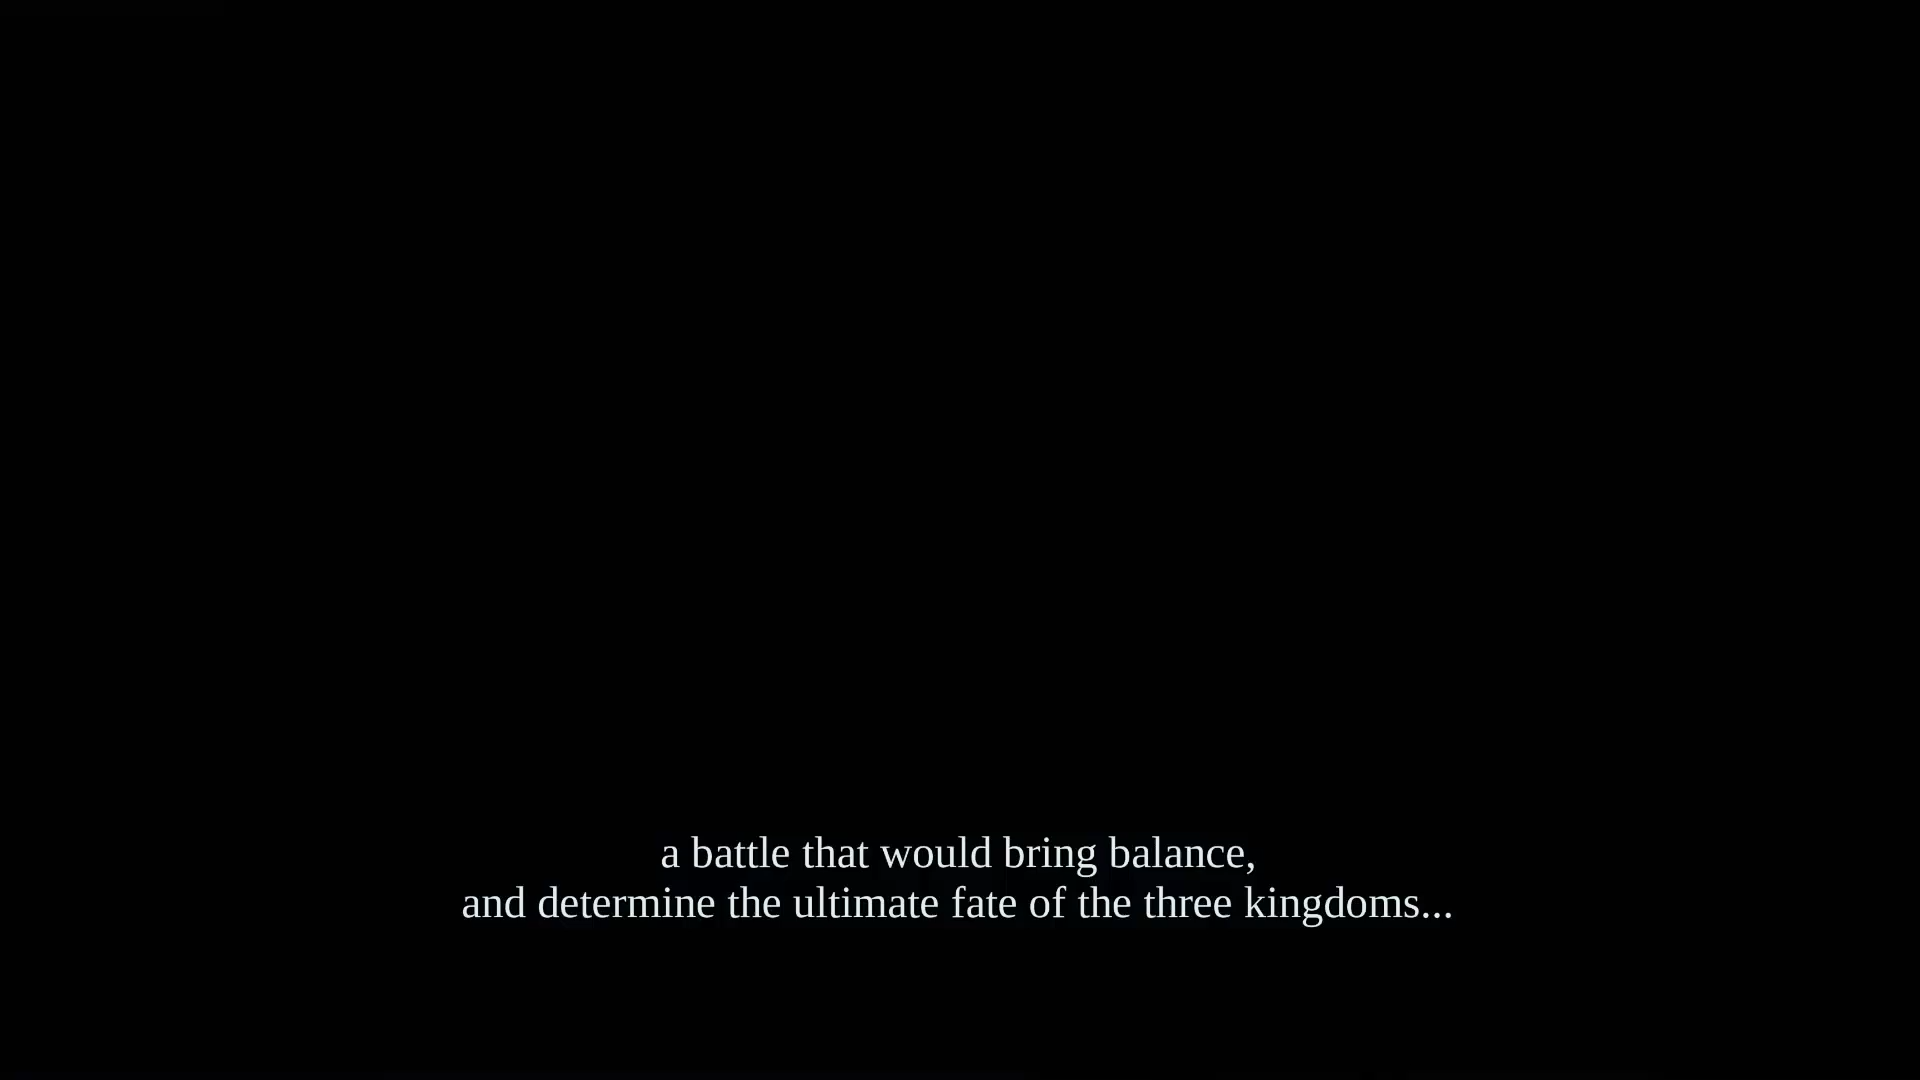 a battle that would bring balance,
and determine the ultimate fate of the three kingdoms...